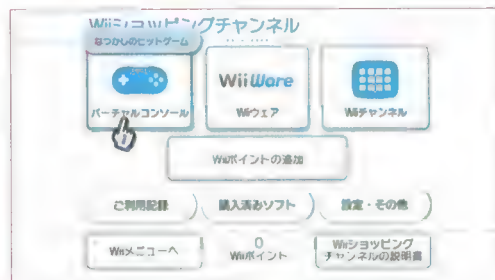 Wiiショッピングチャンネル
なつかしのヒットゲーム
バーチャルコンソール
WiiWare
Wiiウェア
Wiiチャンネル
Wiiポイントの追加
ご利用記録
購入済みソフト
設定・その他
Wiiメニューへ
0
Wiiポイント
Wiiショッピング
チャンネルの説明書